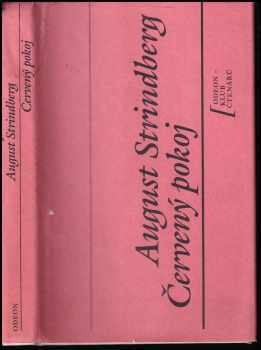 August Strindberg
Červený pokoj
ODEON
August Strindberg
Červený pokoj
ODEON –
KLUB
ČTENÁŘŮ